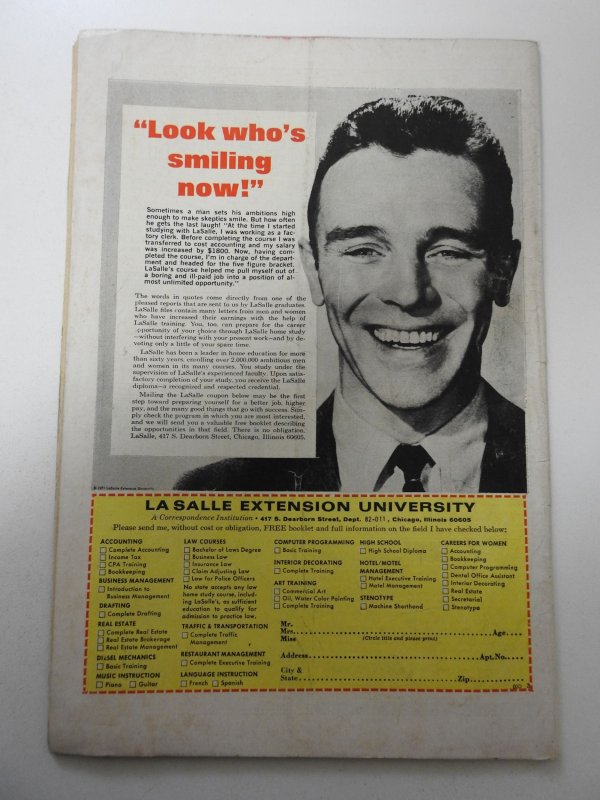 “Look who’s
smiling
now!”
Sometimes a man sets his ambitions high
enough to make skeptics smile. But how often
he gets the last laugh! "At the time I started
studying with LaSalle, I was working as a fac-
tory clerk. Before completing the course I was
transferred to cost accounting and my salary
was increased by $1800. Now, having com-
pleted the course, I'm in charge of the depart-
ment and headed for the five figure bracket.
LaSalle's course helped me pull myself out of
a boring and ill-paid job into a position of al-
most unlimited opportunity."
The words in quotes come directly from one of the
pleased reports that are sent to us by LaSalle graduates.
LaSalle files contain many letters from men and women
who have increased their earnings with the help of
LaSalle training. You, too, can prepare for the career
opportunity of your choice through LaSalle home study
—without interfering with your present work—and by de-
voting only a little of your spare time.
LaSalle has been a leader in home education for more
than sixty years, enrolling over 2,000,000 ambitious men
and women in its many courses. You study under the
supervision of LaSalle's experienced faculty. Upon satis-
factory completion of your study, you receive the LaSalle
diploma—a recognized and respected credential.
Mailing the LaSalle coupon below may be the first
step toward preparing yourself for a better job, higher
pay, and the many good things that go with success. Sim-
ply check the program in which you are most interested,
and we will send you a valuable free booklet describing
the opportunities in that field. There is no obligation.
LaSalle, 417 S. Dearborn Street, Chicago, Illinois 60605.
LaSalle Extension University
LA SALLE EXTENSION UNIVERSITY
A Correspondence Institution • 417 S. Dearborn Street, Dept. 82-011, Chicago, Illinois 60605
Please send me, without cost or obligation, FREE booklet and full information on the field I have checked below:
ACCOUNTING
Complete Accounting
Income Tax
CPA Training
Bookkeeping
BUSINESS MANAGEMENT
Introduction to
Business Management
DRAFTING
Complete Drafting
REAL ESTATE
Complete Real Estate
Real Estate Brokerage
Real Estate Management
DIESEL MECHANICS
Basic Training
MUSIC INSTRUCTION
Piano Guitar
LAW COURSES
Bachelor of Laws Degree
Business Law
Insurance Law
Claim Adjusting Law
Law for Police Officers
No state accepts any law
home study course, includ-
ing LaSalle's, as sufficient
education to qualify for
admission to practice law.
TRAFFIC & TRANSPORTATION
Complete Traffic
Management
RESTAURANT MANAGEMENT
Complete Executive Training
LANGUAGE INSTRUCTION
French Spanish
COMPUTER PROGRAMMING
Basic Training
INTERIOR DECORATING
Complete Training
ART TRAINING
Commercial Art
Oil, Water Color Painting
Complete Training
HIGH SCHOOL
High School Diploma
HOTEL/MOTEL
MANAGEMENT
Hotel Executive Training
Motel Management
STENOTYPE
Machine Shorthand
CAREERS FOR WOMEN
Accounting
Bookkeeping
Computer Programming
Dental Office Assistant
Interior Decorating
Real Estate
Secretarial
Stenotype
Mr.
Mrs.
Miss Age
(Circle title and please print)
Address Apt.No.
City &
State Zip